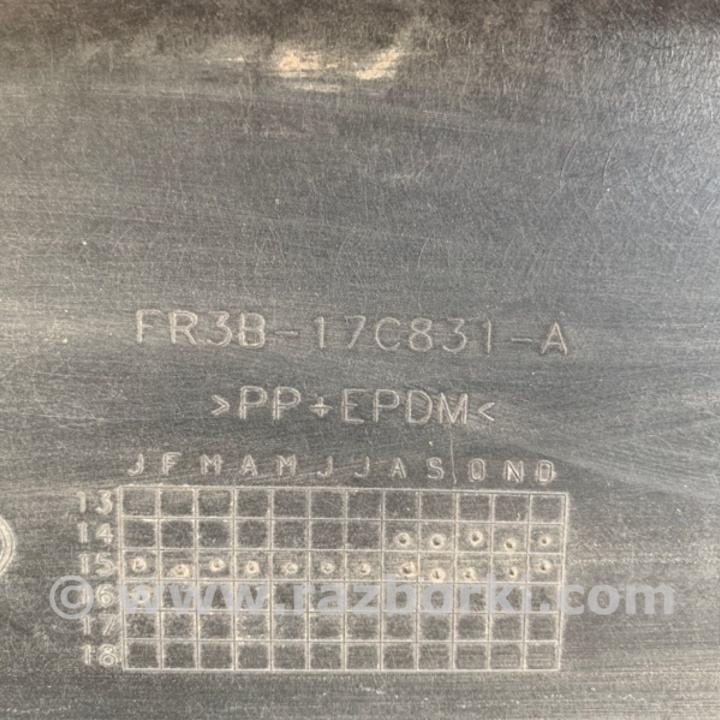 FR3B-17C831-A
>PP+EPDM<
J F M A M J J A S O N D
13
14
15
16
17
18
© www.razborki.com